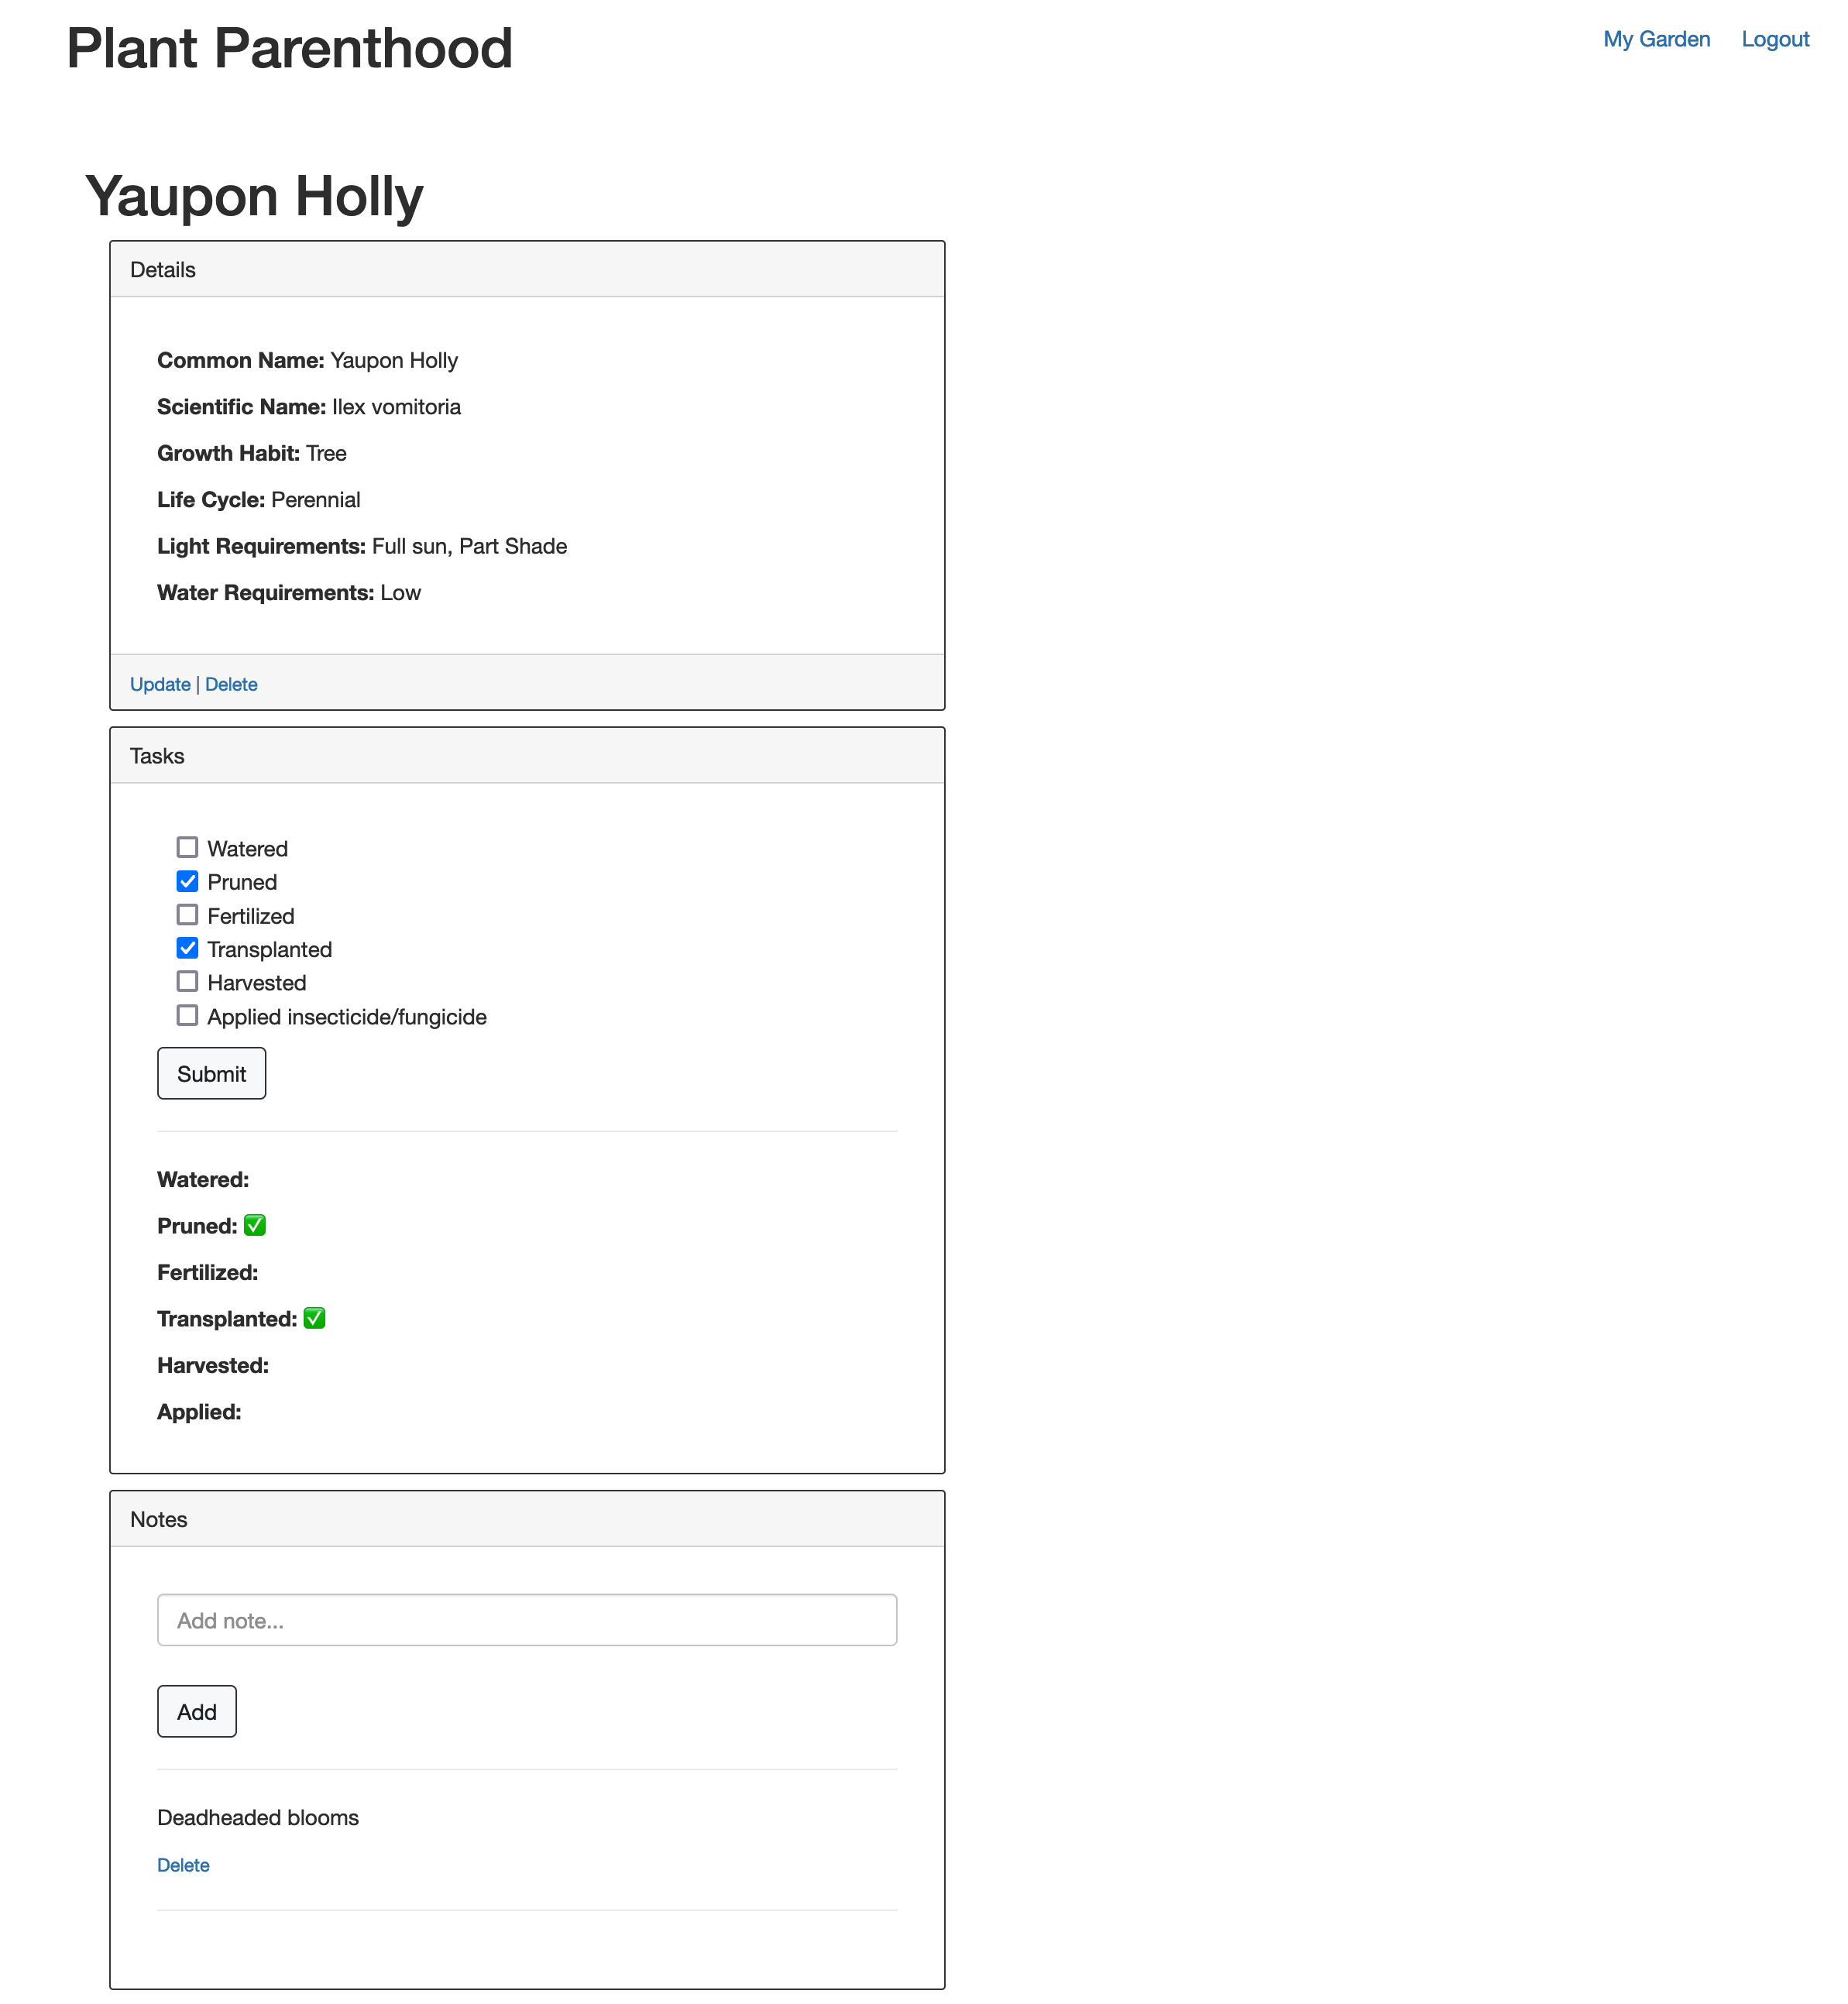 Plant Parenthood
My Garden Logout
Yaupon Holly
Details
Common Name: Yaupon Holly
Scientific Name: Ilex vomitoria
Growth Habit: Tree
Life Cycle: Perennial
Light Requirements: Full sun, Part Shade
Water Requirements: Low
Update | Delete
Tasks
Watered
Pruned
Fertilized
Transplanted
Harvested
Applied insecticide/fungicide
Submit
Watered:
Pruned: ✅
Fertilized:
Transplanted: ✅
Harvested:
Applied:
Notes
Add note...
Add
Deadheaded blooms
Delete